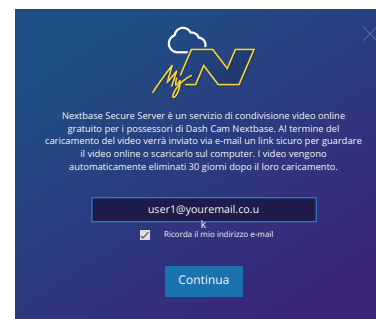 My N
Nextbase Secure Server è un servizio di condivisione video online
gratuito per i possessori di Dash Cam Nextbase. Al termine del
caricamento del video verrà inviato via e-mail un link sicuro per guardare
il video online o scaricarlo sul computer. I video vengono
automaticamente eliminati 30 giorni dopo il loro caricamento.
user1@youremail.co.u
k
Ricorda il mio indirizzo e-mail
Continua